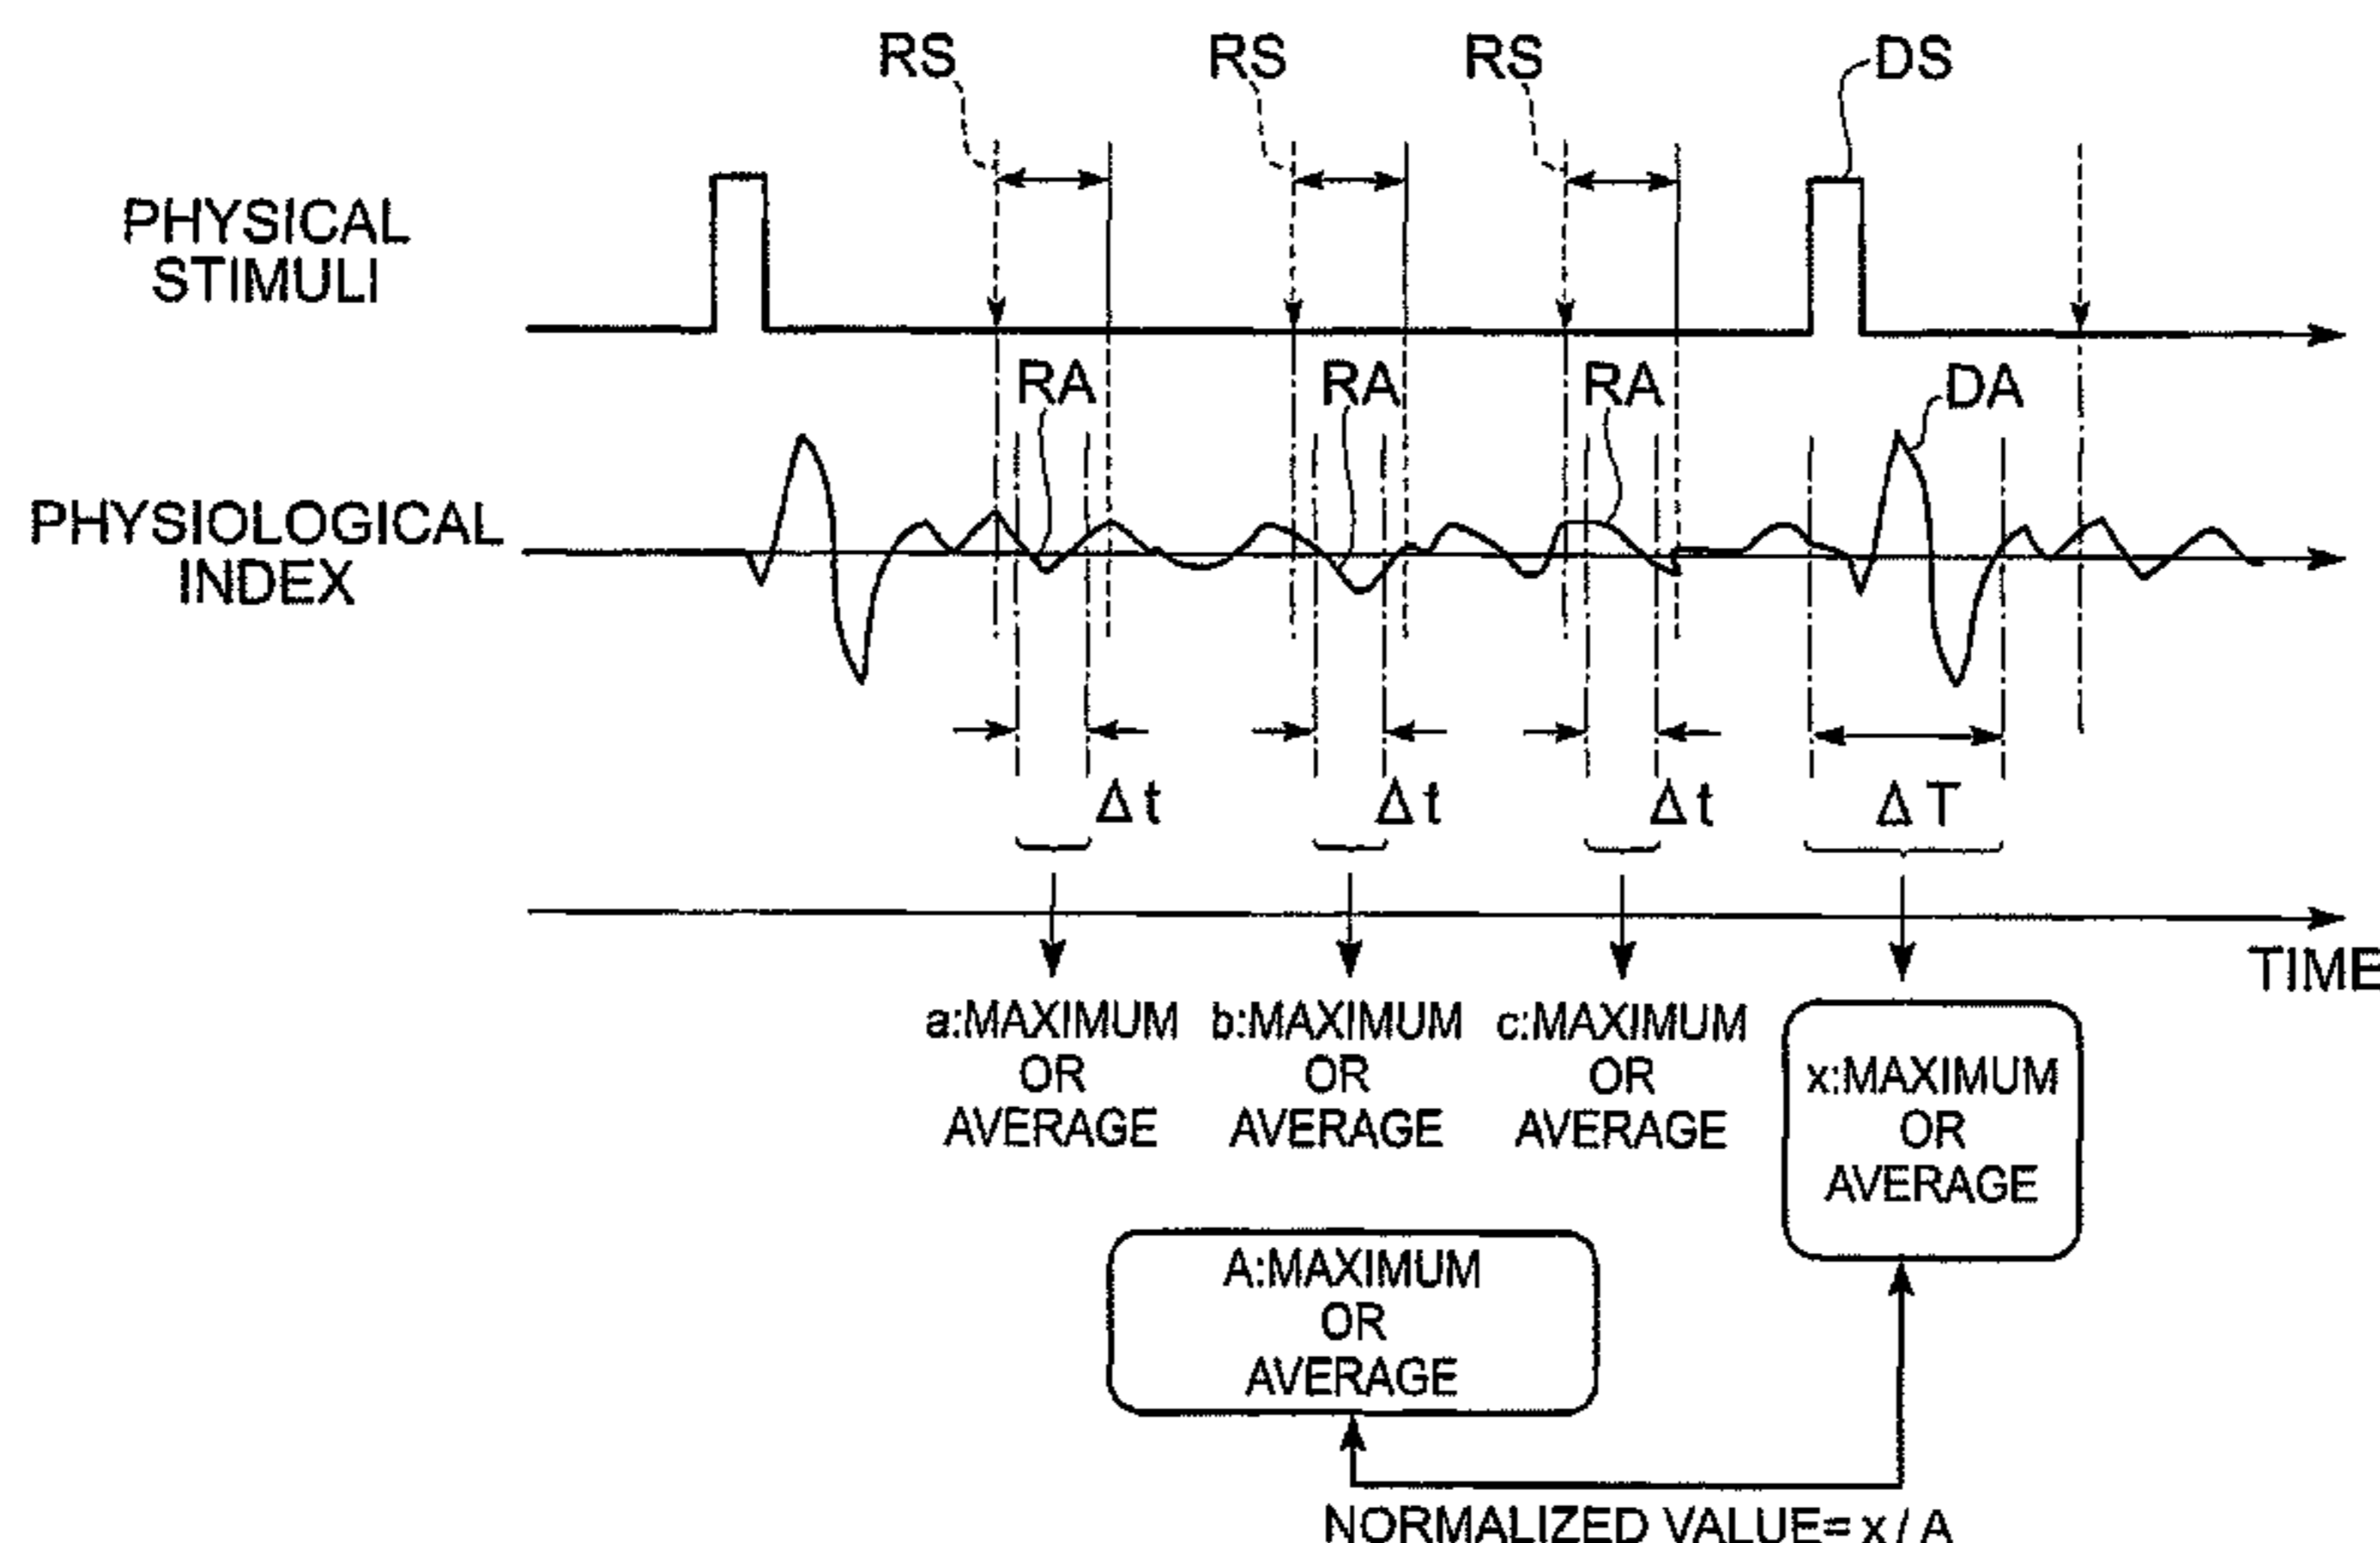 RS RS RS DS
PHYSICAL
STIMULI
RA RA RA DA
PHYSIOLOGICAL
INDEX
Δt Δt Δt ΔT
TIME
a:MAXIMUM
OR
AVERAGE
b:MAXIMUM
OR
AVERAGE
c:MAXIMUM
OR
AVERAGE
x:MAXIMUM
OR
AVERAGE
A:MAXIMUM
OR
AVERAGE
NORMALIZED VALUE=x/A